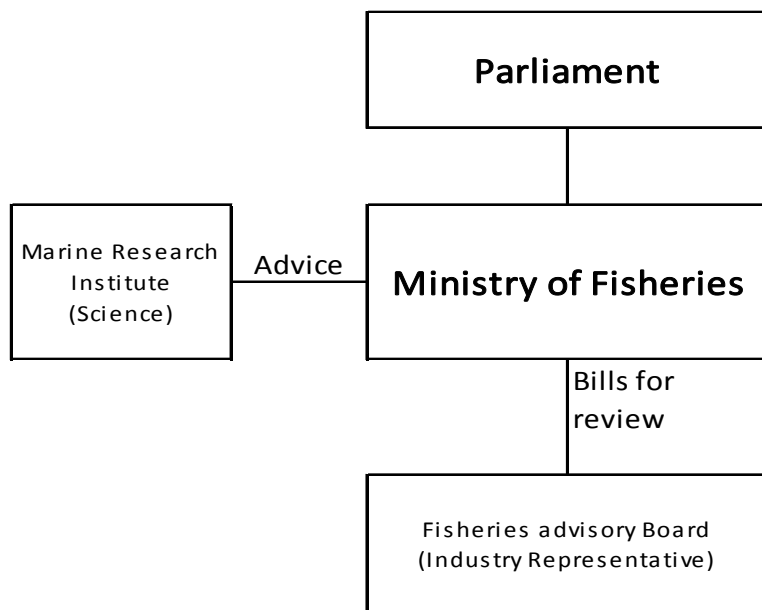 Parliament
Marine Research
Institute
(Science)
Advice
Ministry of Fisheries
Bills for
review
Fisheries advisory Board
(Industry Representative)